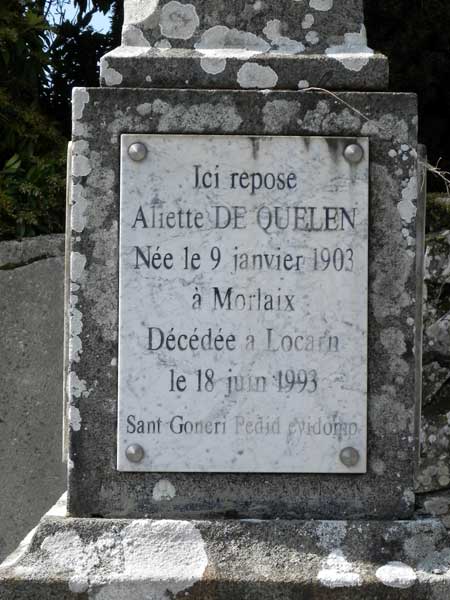 Ici repose
Aliette DE QUELEN
Née le 9 janvier 1903
à Morlaix
Décédée à Locarn
le 18 juin 1993
Sant Goneri Pedid evidomp